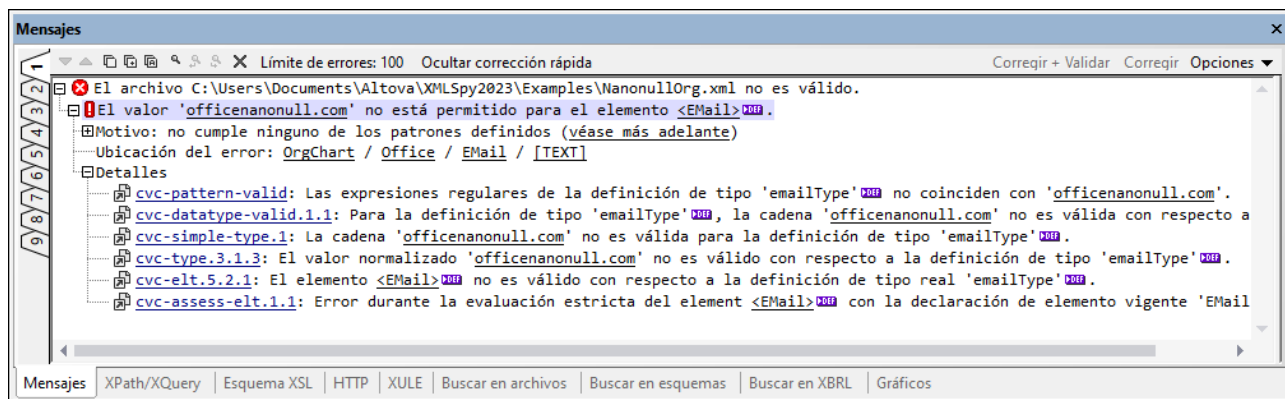 Mensajes
Límite de errores: 100 Ocultar corrección rápida Corregir + Validar Corregir Opciones
1
2
3
4
5
6
7
8
9
El archivo C:\Users\Documents\Altova\XMLSpy2023\Examples\NanonullOrg.xml no es válido.
El valor 'officenanonull.com' no está permitido para el elemento <EMail>DEF.
Motivo: no cumple ninguno de los patrones definidos (véase más adelante)
Ubicación del error: OrgChart / Office / EMail / [TEXT]
Detalles
cvc-pattern-valid: Las expresiones regulares de la definición de tipo 'emailType'DEF no coinciden con 'officenanonull.com'.
cvc-datatype-valid.1.1: Para la definición de tipo 'emailType'DEF, la cadena 'officenanonull.com' no es válida con respecto a
cvc-simple-type.1: La cadena 'officenanonull.com' no es válida para la definición de tipo 'emailType'DEF.
cvc-type.3.1.3: El valor normalizado 'officenanonull.com' no es válido con respecto a la definición de tipo 'emailType'DEF.
cvc-elt.5.2.1: El elemento <EMail>DEF no es válido con respecto a la definición de tipo real 'emailType'DEF.
cvc-assess-elt.1.1: Error durante la evaluación estricta del element <EMail>DEF con la declaración de elemento vigente 'EMail
Mensajes XPath/XQuery Esquema XSL HTTP XULE Buscar en archivos Buscar en esquemas Buscar en XBRL Gráficos